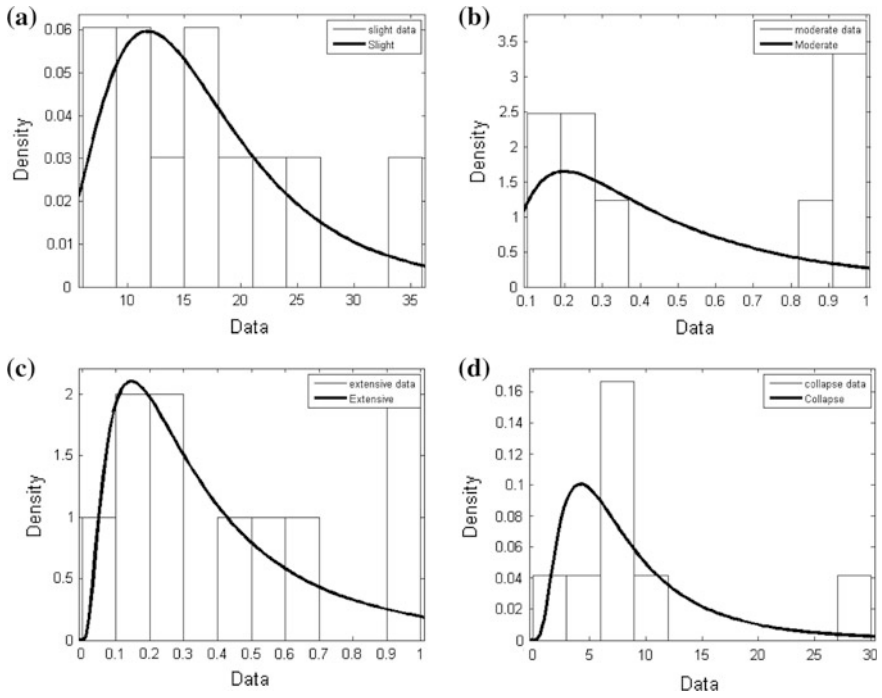 (a)
slight data
Slight
0.06
0.05
0.04
0.03
0.02
0.01
0
10 15 20 25 30 35
Density
Data
(b)
moderate data
Moderate
3.5
3
2.5
2
1.5
1
0.5
0
0.1 0.2 0.3 0.4 0.5 0.6 0.7 0.8 0.9 1
Density
Data
(c)
extensive data
Extensive
2
1.5
1
0.5
0
0 0.1 0.2 0.3 0.4 0.5 0.6 0.7 0.8 0.9 1
Density
Data
(d)
collapse data
Collapse
0.16
0.14
0.12
0.1
0.08
0.06
0.04
0.02
0
0 5 10 15 20 25 30
Density
Data